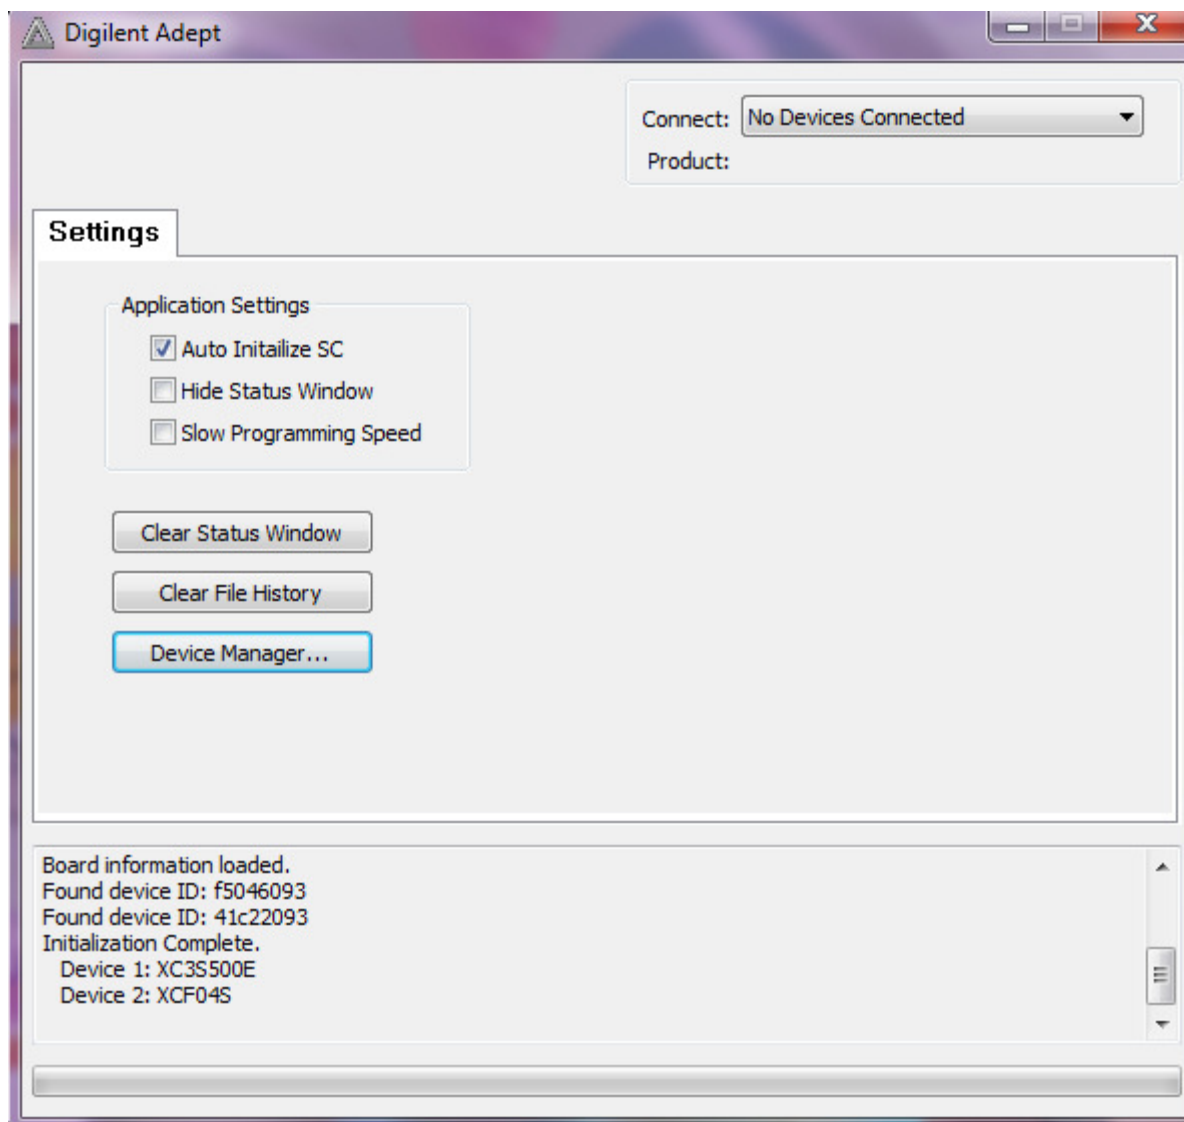 Digilent Adept
Connect: No Devices Connected
Product:
Settings
Application Settings
Auto Initailize SC
Hide Status Window
Slow Programming Speed
Clear Status Window
Clear File History
Device Manager...
Board information loaded.
Found device ID: f5046093
Found device ID: 41c22093
Initialization Complete.
Device 1: XC3S500E
Device 2: XCF04S